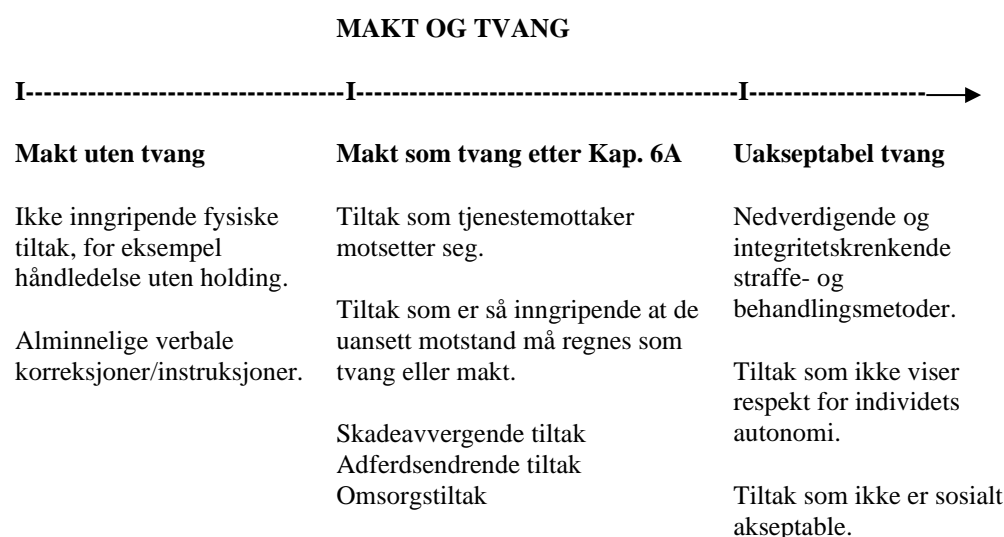 MAKT OG TVANG
I------------------------------------I-------------------------------------------I--------------------
Makt uten tvang
Ikke inngripende fysiske
tiltak, for eksempel
håndledelse uten holding.
Alminnelige verbale
korreksjoner/instruksjoner.
Makt som tvang etter Kap. 6A
Tiltak som tjenestemottaker
motsetter seg.
Tiltak som er så inngripende at de
uansett motstand må regnes som
tvang eller makt.
Skadeavvergende tiltak
Adferdsendrende tiltak
Omsorgstiltak
Uakseptabel tvang
Nedverdigende og
integritetskrenkende
straffe- og
behandlingsmetoder.
Tiltak som ikke viser
respekt for individets
autonomi.
Tiltak som ikke er sosialt
akseptable.